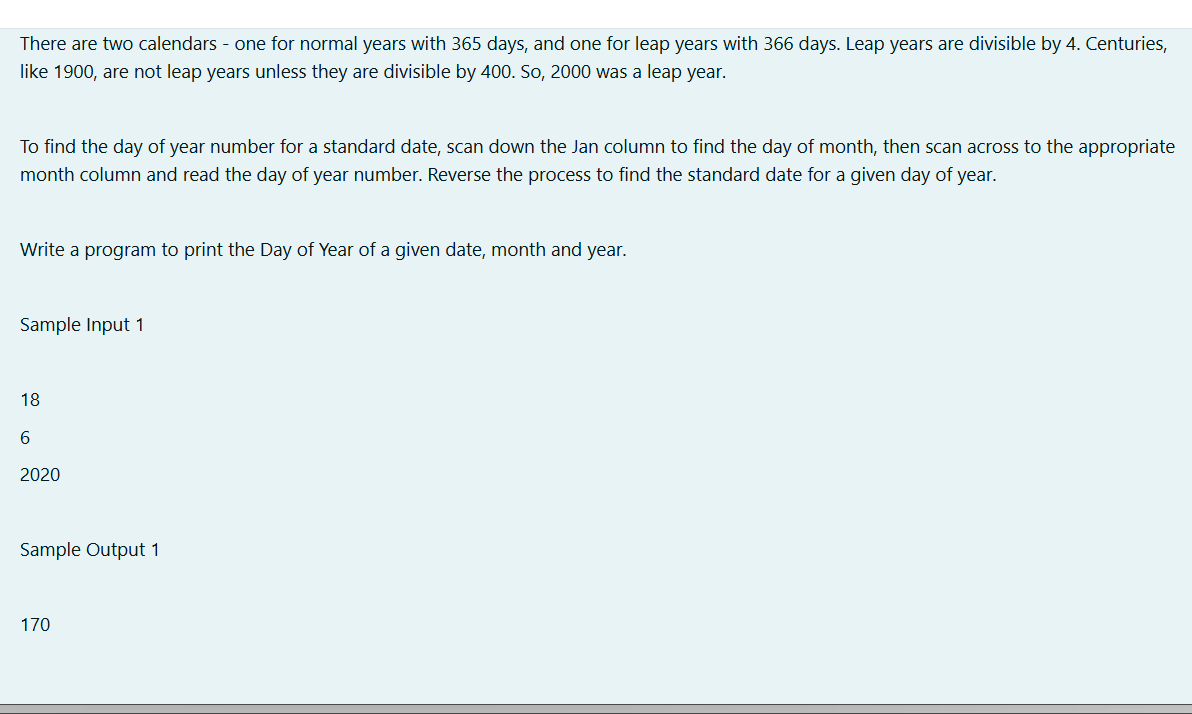 There are two calendars - one for normal years with 365 days, and one for leap years with 366 days. Leap years are divisible by 4. Centuries,
like 1900, are not leap years unless they are divisible by 400. So, 2000 was a leap year.
To find the day of year number for a standard date, scan down the Jan column to find the day of month, then scan across to the appropriate
month column and read the day of year number. Reverse the process to find the standard date for a given day of year.
Write a program to print the Day of Year of a given date, month and year.
Sample Input 1
18
6
2020
Sample Output 1
170